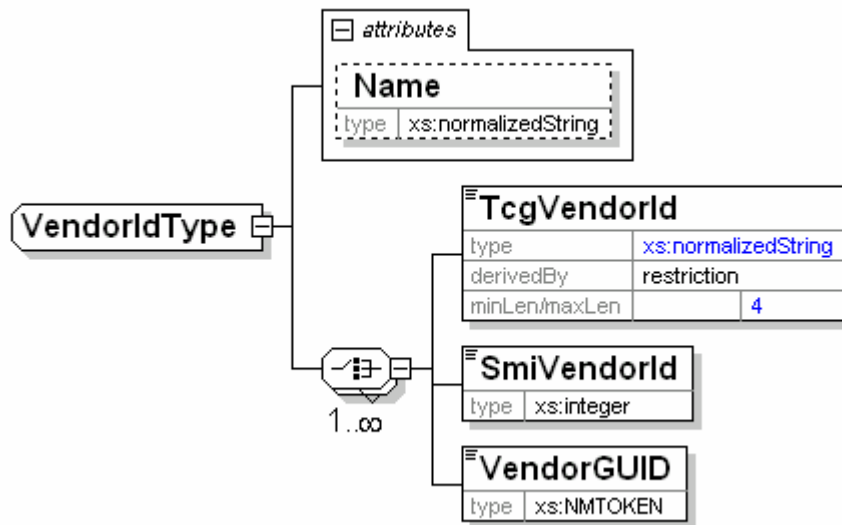 attributes
Name
type xs:normalizedString
VendorIdType
TcgVendorId
type xs:normalizedString
derivedBy restriction
minLen/maxLen 4
SmiVendorId
type xs:integer
1..∞
VendorGUID
type xs:NMTOKEN